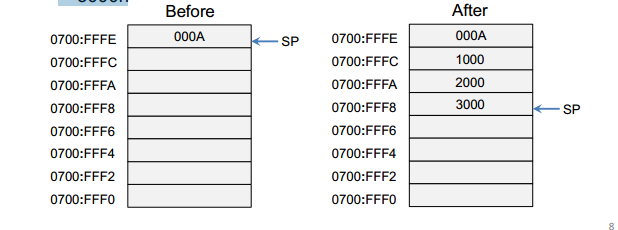 Before
0700:FFFE 000A SP
0700:FFFC
0700:FFFA
0700:FFF8
0700:FFF6
0700:FFF4
0700:FFF2
0700:FFF0
After
0700:FFFE 000A
0700:FFFC 1000
0700:FFFA 2000
0700:FFF8 3000 SP
0700:FFF6
0700:FFF4
0700:FFF2
0700:FFF0
8